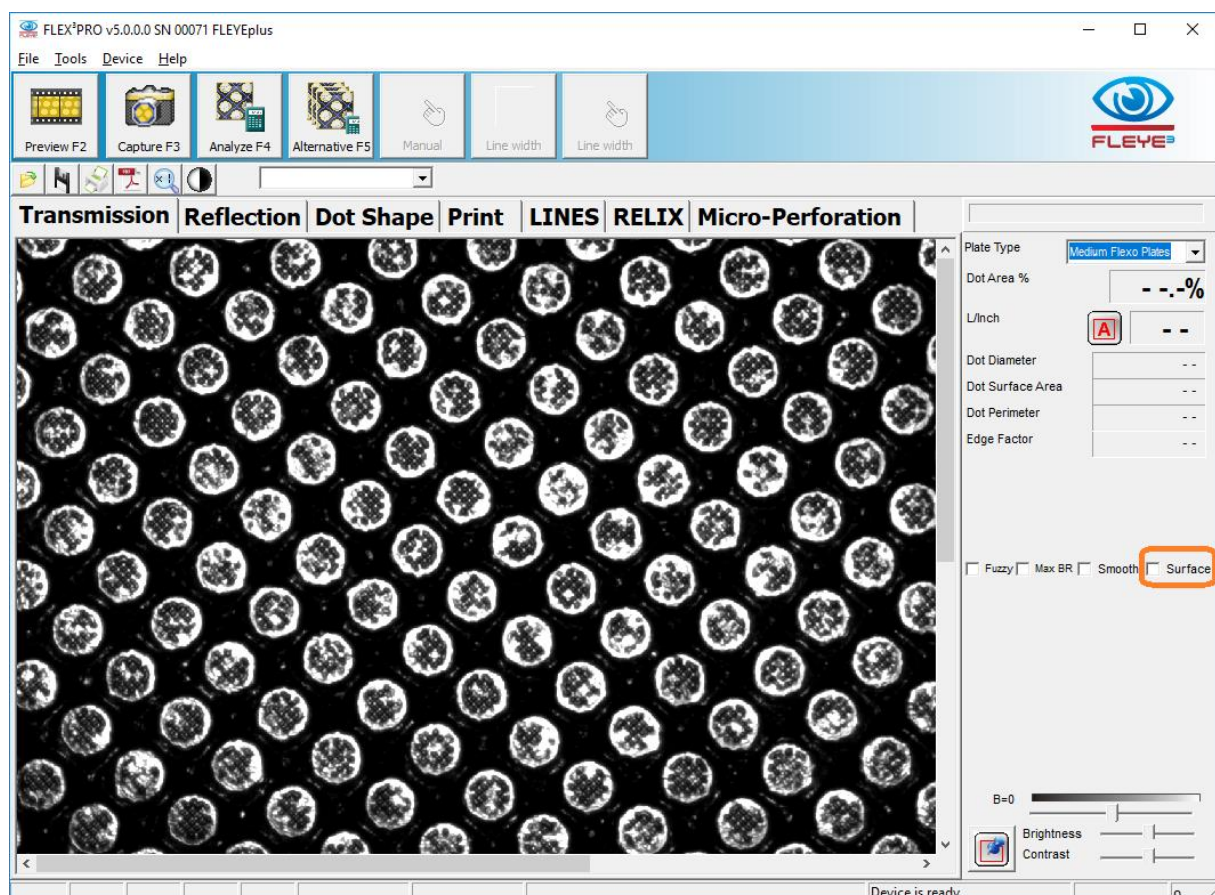 FLEX³PRO v5.0.0.0 SN 00071 FLEYEplus
File Tools Device Help
Preview F2 Capture F3 Analyze F4 Alternative F5 Manual Line width Line width
FLEYE³
Transmission Reflection Dot Shape Print LINES RELIX Micro-Perforation
Plate Type Medium Flexo Plates
Dot Area % - -.-%
L/Inch A - -
Dot Diameter - -
Dot Surface Area - -
Dot Perimeter - -
Edge Factor - -
Fuzzy Max BR Smooth Surface
B=0
Brightness
Contrast
Device is ready